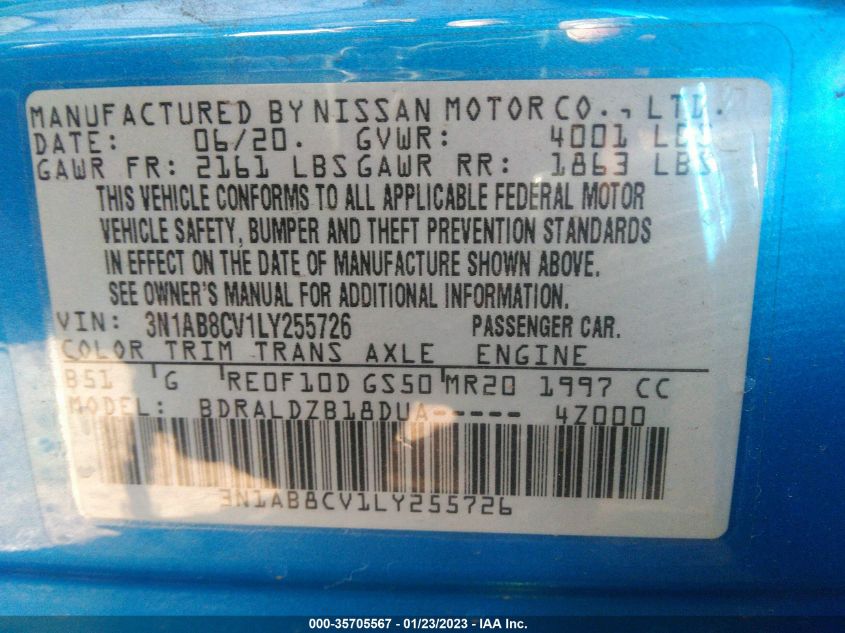 MANUFACTURED BY NISSAN MOTOR CO., LTD.
DATE: 06/20. GVWR: 4001 LBS
GAWR FR: 2161 LBS GAWR RR: 1863 LBS
THIS VEHICLE CONFORMS TO ALL APPLICABLE FEDERAL MOTOR
VEHICLE SAFETY, BUMPER AND THEFT PREVENTION STANDARDS
IN EFFECT ON THE DATE OF MANUFACTURE SHOWN ABOVE.
SEE OWNER'S MANUAL FOR ADDITIONAL INFORMATION.
VIN: 3N1AB8CV1LY255726 PASSENGER CAR.
COLOR TRIM TRANS AXLE ENGINE
B51 G RE0F10D GS50 MR20 1997 CC
MODEL: BDRALDZB18DUA----- 4Z000
3N1AB8CV1LY255726
000-35705567 - 01/23/2023 - IAA Inc.